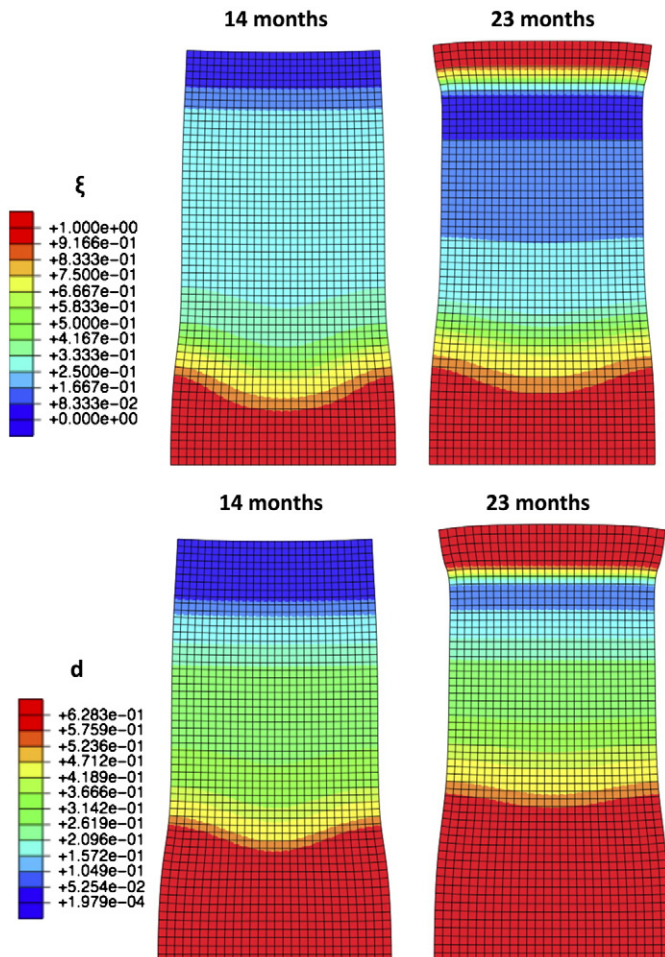 14 months
23 months
ξ
+1.000e+00
+9.166e-01
+8.333e-01
+7.500e-01
+6.667e-01
+5.833e-01
+5.000e-01
+4.167e-01
+3.333e-01
+2.500e-01
+1.667e-01
+8.333e-02
+0.000e+00
14 months
23 months
d
+6.283e-01
+5.759e-01
+5.236e-01
+4.712e-01
+4.189e-01
+3.666e-01
+3.142e-01
+2.619e-01
+2.096e-01
+1.572e-01
+1.049e-01
+5.254e-02
+1.979e-04